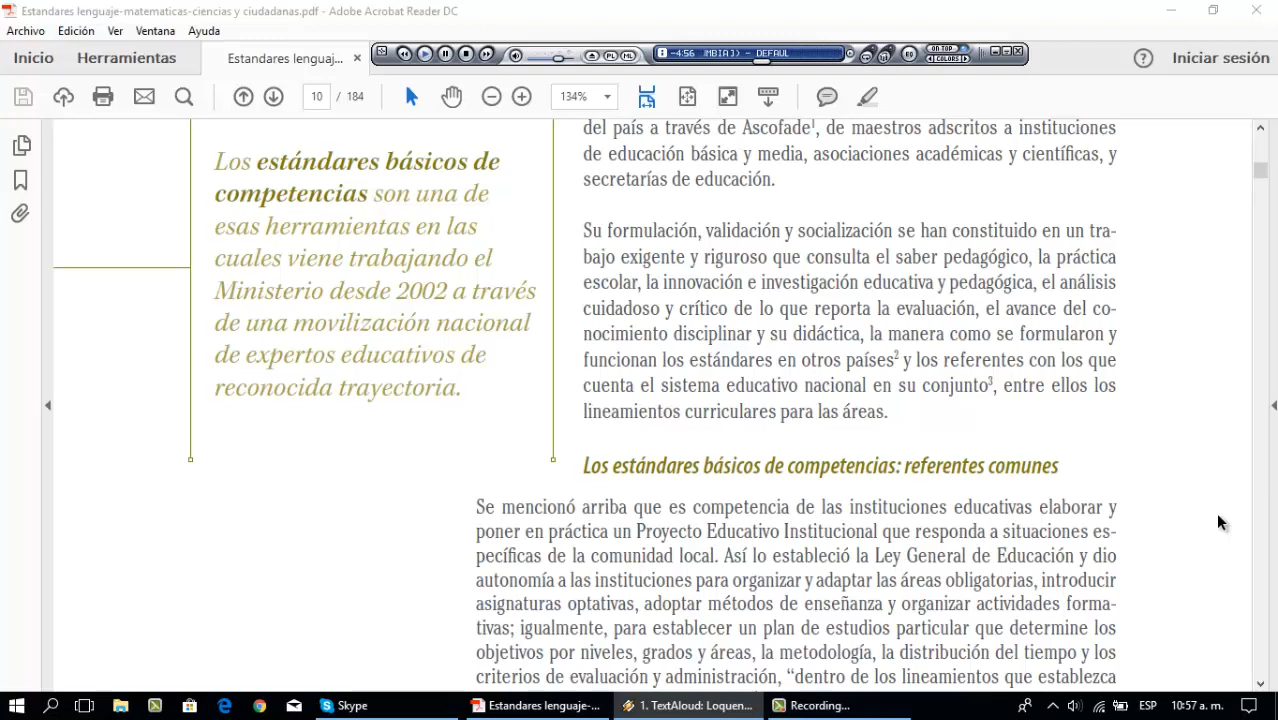 Estandares lenguaje-matematicas-ciencias y ciudadanas.pdf - Adobe Acrobat Reader DC
Archivo Edición Ver Ventana Ayuda
Inicio Herramientas Estandares lenguaj... ×
-4:56 MBIA]) - DEFAUL
PL ML EQ ON TOP COLORS
Iniciar sesión
10 / 184 134%
Los estándares básicos de
competencias son una de
esas herramientas en las
cuales viene trabajando el
Ministerio desde 2002 a través
de una movilización nacional
de expertos educativos de
reconocida trayectoria.
del país a través de Ascofade1, de maestros adscritos a instituciones
de educación básica y media, asociaciones académicas y científicas, y
secretarías de educación.
Su formulación, validación y socialización se han constituido en un tra-
bajo exigente y riguroso que consulta el saber pedagógico, la práctica
escolar, la innovación e investigación educativa y pedagógica, el análisis
cuidadoso y crítico de lo que reporta la evaluación, el avance del co-
nocimiento disciplinar y su didáctica, la manera como se formularon y
funcionan los estándares en otros países2 y los referentes con los que
cuenta el sistema educativo nacional en su conjunto3, entre ellos los
lineamientos curriculares para las áreas.
Los estándares básicos de competencias: referentes comunes
Se mencionó arriba que es competencia de las instituciones educativas elaborar y
poner en práctica un Proyecto Educativo Institucional que responda a situaciones es-
pecíficas de la comunidad local. Así lo estableció la Ley General de Educación y dio
autonomía a las instituciones para organizar y adaptar las áreas obligatorias, introducir
asignaturas optativas, adoptar métodos de enseñanza y organizar actividades forma-
tivas; igualmente, para establecer un plan de estudios particular que determine los
objetivos por niveles, grados y áreas, la metodología, la distribución del tiempo y los
criterios de evaluación y administración, “dentro de los lineamientos que establezca
Skype Estandares lenguaje-... 1. TextAloud: Loquen... Recording... ESP 10:57 a. m.